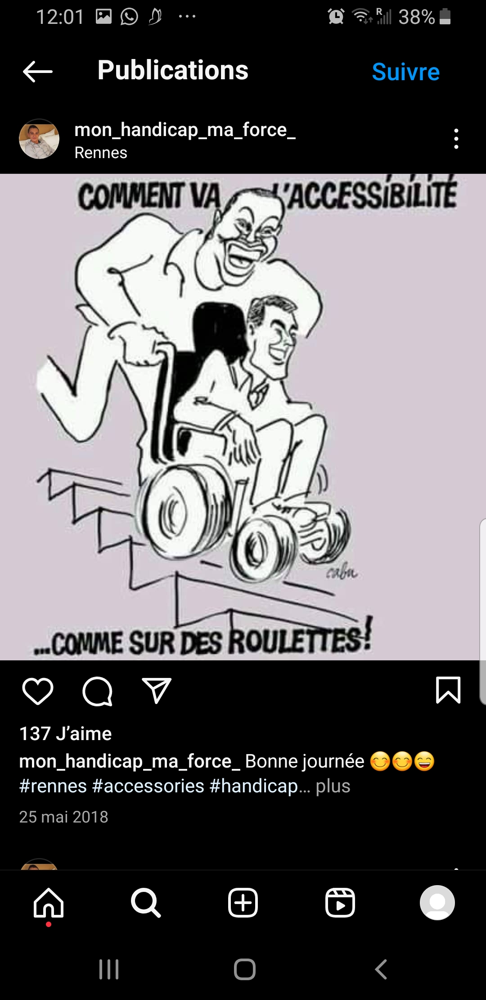 12:01 R 38%
Publications Suivre
mon_handicap_ma_force_
Rennes
COMMENT VA L'ACCESSIBILITÉ
cabu
...COMME SUR DES ROULETTES!
137 J’aime
mon_handicap_ma_force_ Bonne journée 😊😊😄
#rennes #accessories #handicap... plus
25 mai 2018